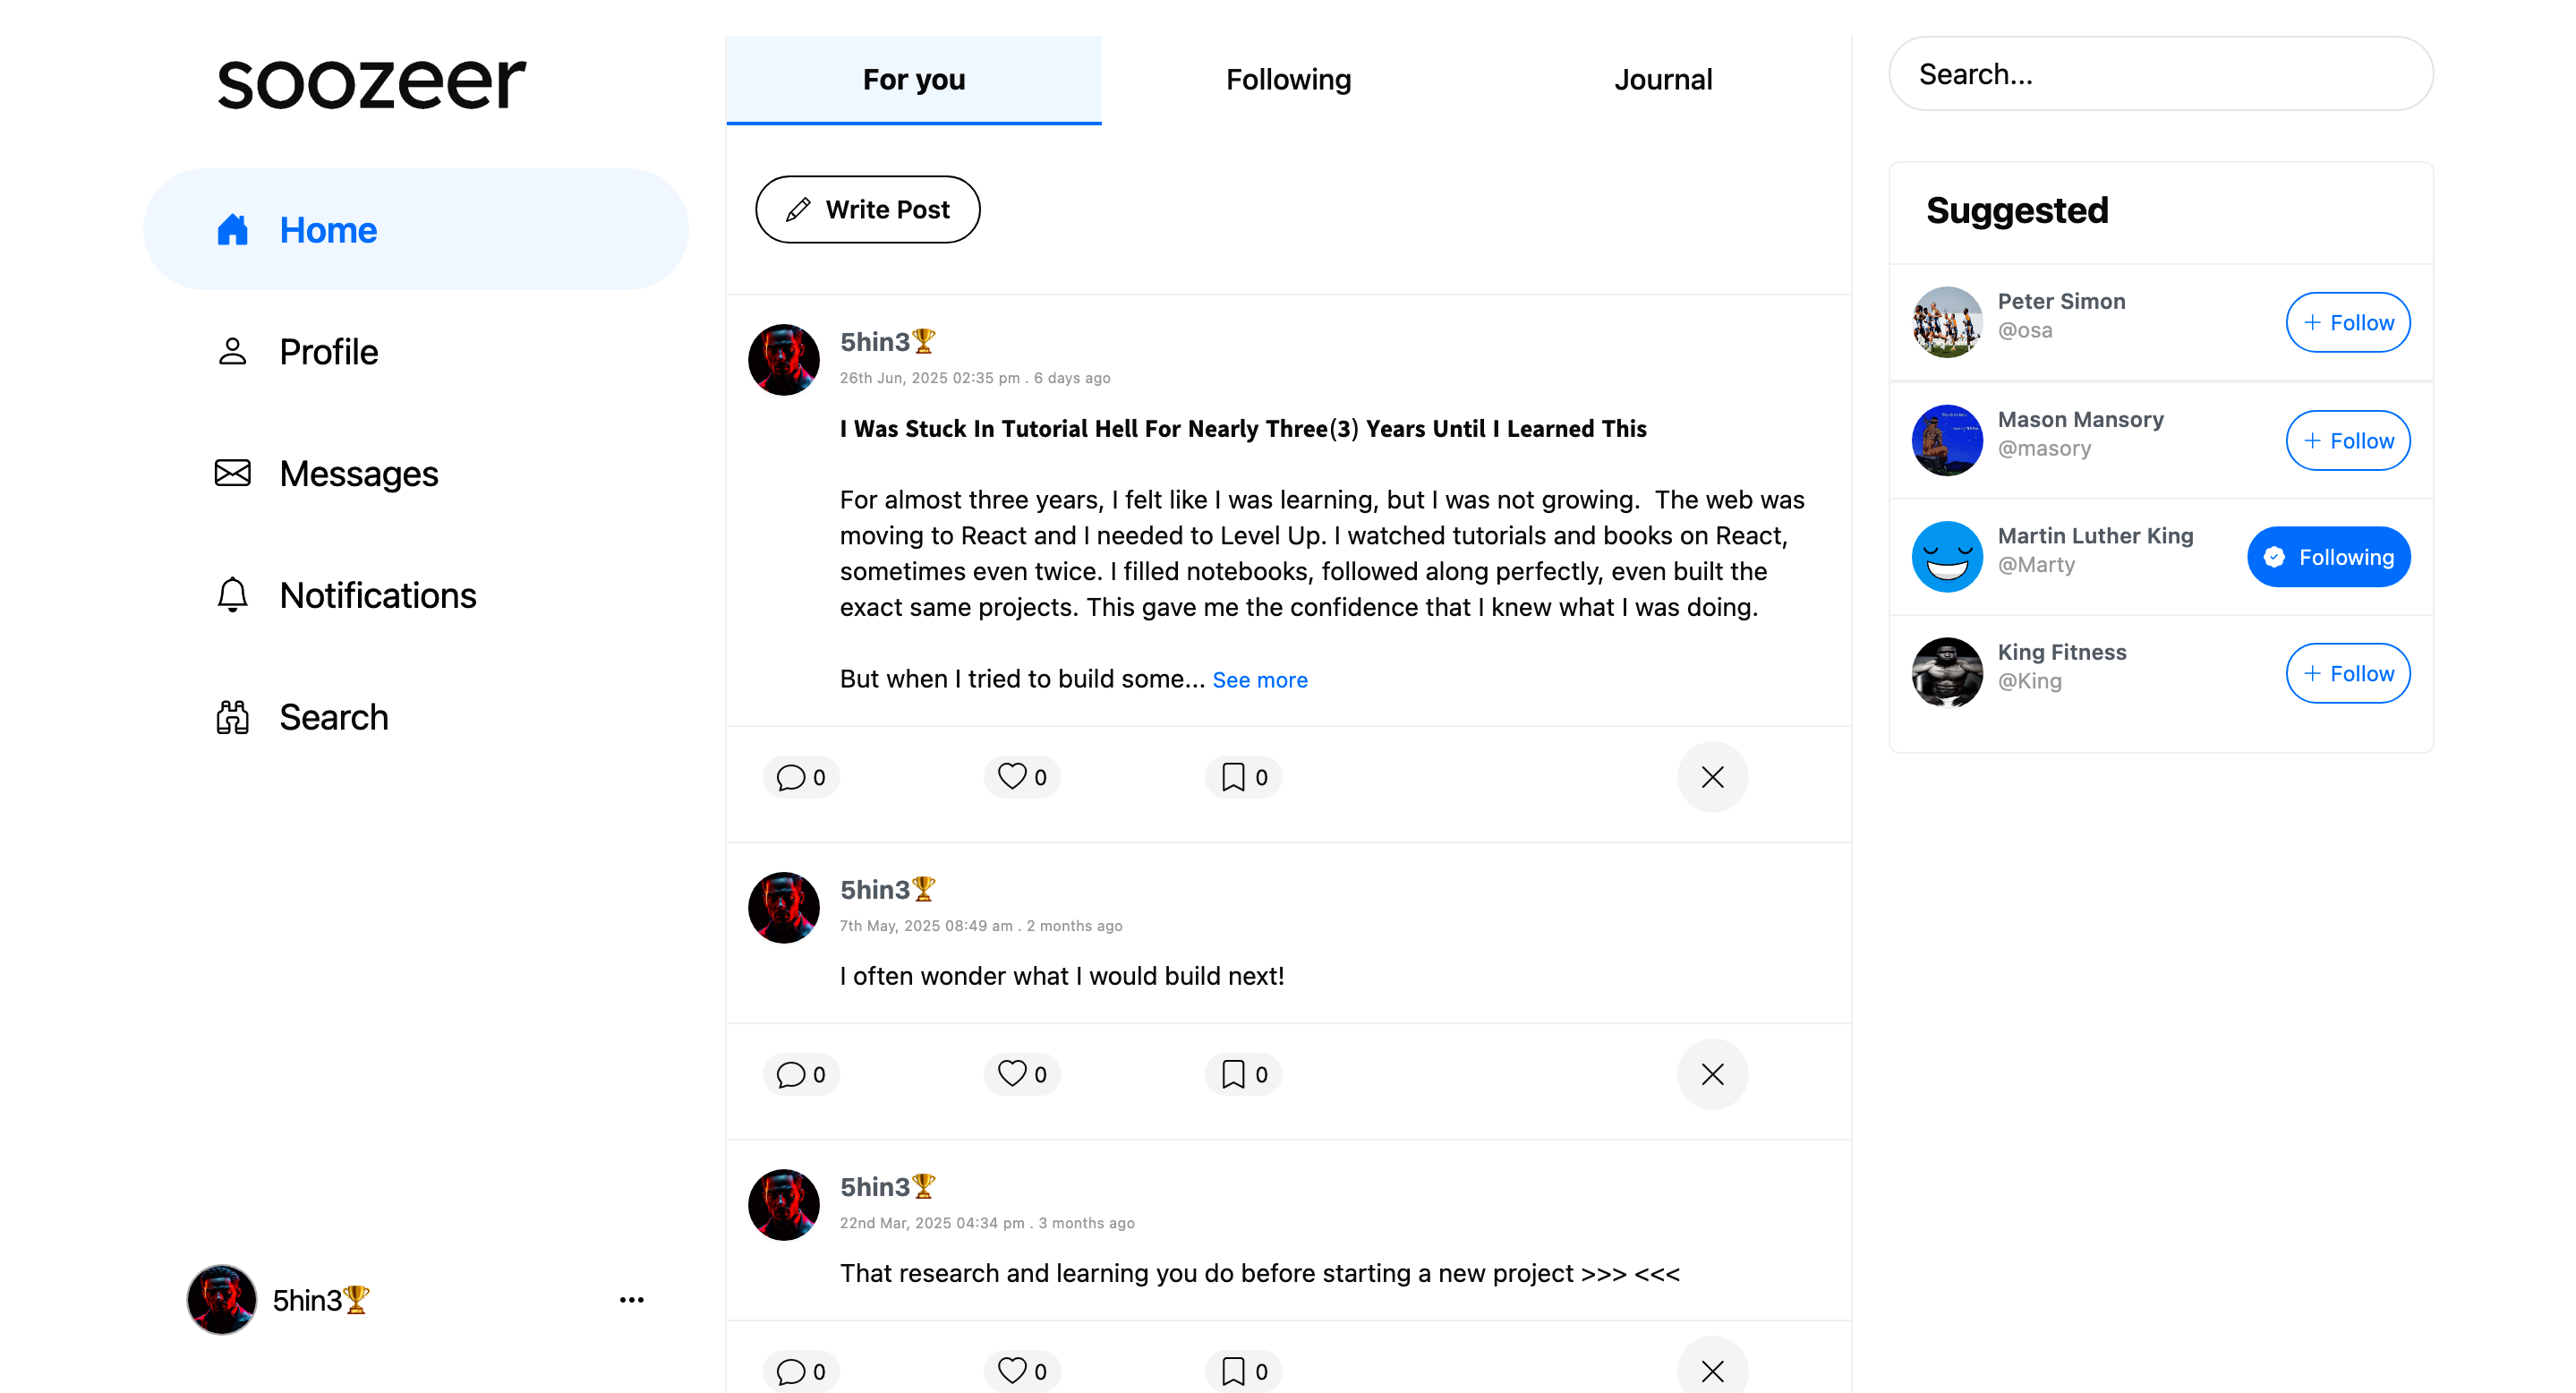 soozeer
Home
Profile
Messages
Notifications
Search
5hin3🏆
For you
Following
Journal
Write Post
5hin3🏆
26th Jun, 2025 02:35 pm . 6 days ago
I Was Stuck In Tutorial Hell For Nearly Three(3) Years Until I Learned This
For almost three years, I felt like I was learning, but I was not growing.  The web was
moving to React and I needed to Level Up. I watched tutorials and books on React,
sometimes even twice. I filled notebooks, followed along perfectly, even built the
exact same projects. This gave me the confidence that I knew what I was doing.
But when I tried to build some... See more
0 0 0
5hin3🏆
7th May, 2025 08:49 am . 2 months ago
I often wonder what I would build next!
0 0 0
5hin3🏆
22nd Mar, 2025 04:34 pm . 3 months ago
That research and learning you do before starting a new project >>> <<<
0 0 0
Search...
Suggested
Peter Simon
@osa
Follow
Mason Mansory
@masory
Follow
Martin Luther King
@Marty
Following
King Fitness
@King
Follow